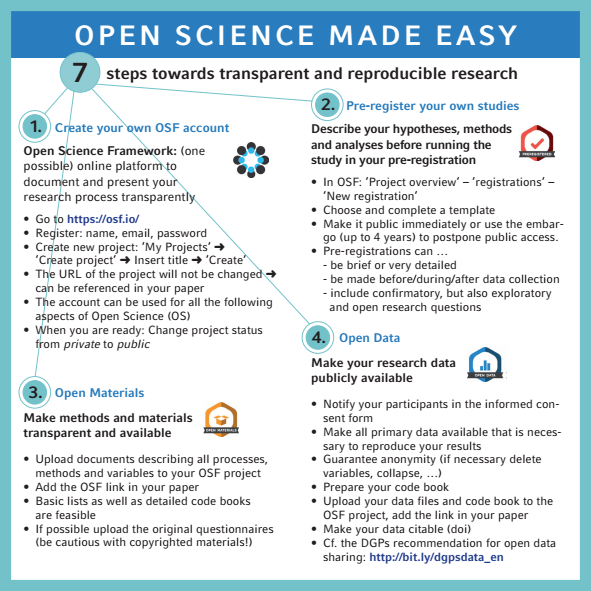 OPEN SCIENCE MADE EASY
7 steps towards transparent and reproducible research
1. Create your own OSF account
Open Science Framework: (one
possible) online platform to
document and present your
research process transparently
• Go to https://osf.io/
• Register: name, email, password
• Create new project: ‘My Projects’ ➜
‘Create project’ ➜ Insert title ➜ ‘Create’
• The URL of the project will not be changed ➜
can be referenced in your paper
• The account can be used for all the following
aspects of Open Science (OS)
• When you are ready: Change project status
from private to public
2. Pre-register your own studies
Describe your hypotheses, methods
and analyses before running the
study in your pre-registration
PREREGISTERED
• In OSF: ‘Project overview’ – ‘registrations’ –
‘New registration’
• Choose and complete a template
• Make it public immediately or use the embar-
go (up to 4 years) to postpone public access.
• Pre-registrations can …
- be brief or very detailed
- be made before/during/after data collection
- include confirmatory, but also exploratory
and open research questions
3. Open Materials
Make methods and materials
transparent and available
OPEN MATERIALS
• Upload documents describing all processes,
methods and variables to your OSF project
• Add the OSF link in your paper
• Basic lists as well as detailed code books
are feasible
• If possible upload the original questionnaires
(be cautious with copyrighted materials!)
4. Open Data
Make your research data
publicly available
OPEN DATA
• Notify your participants in the informed con-
sent form
• Make all primary data available that is neces-
sary to reproduce your results
• Guarantee anonymity (if necessary delete
variables, collapse, …)
• Prepare your code book
• Upload your data files and code book to the
OSF project, add the link in your paper
• Make your data citable (doi)
• Cf. the DGPs recommendation for open data
sharing: http://bit.ly/dgpsdata_en